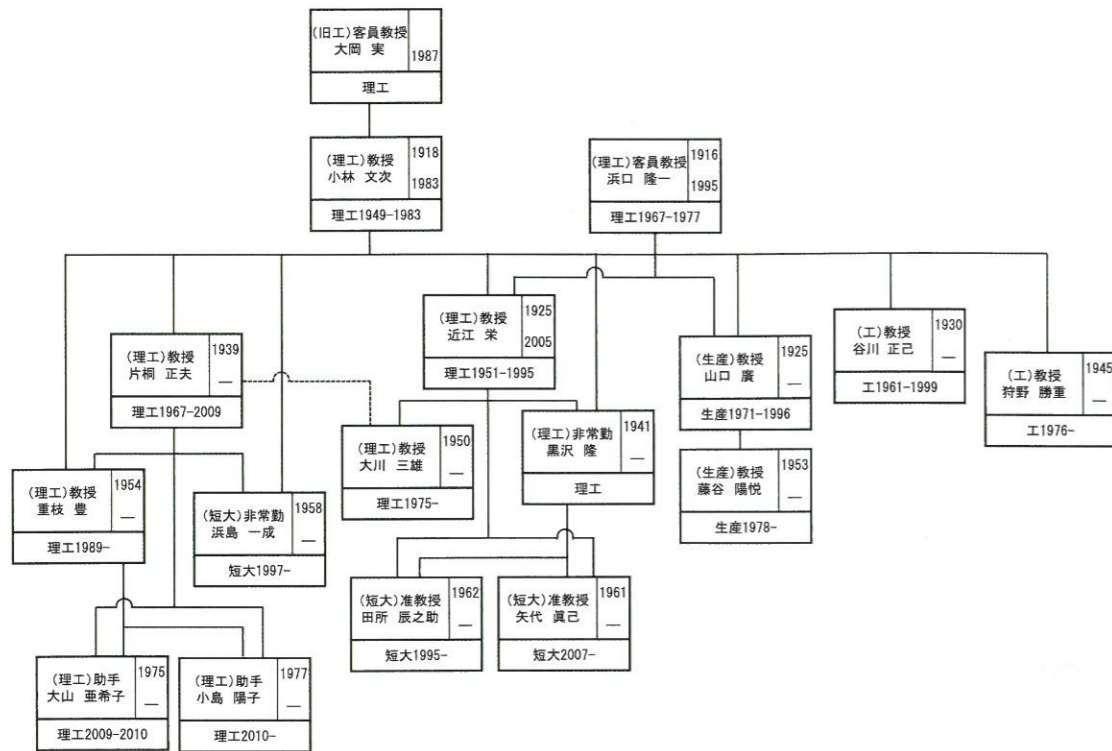 (旧工)客員教授
大岡 実
1987
理工
(理工)教授
小林 文次
1918
1983
理工1949-1983
(理工)客員教授
浜口 隆一
1916
1995
理工1967-1977
(理工)教授
片桐 正夫
1939
—
理工1967-2009
(理工)教授
近江 栄
1925
2005
理工1951-1995
(生産)教授
山口 廣
1925
—
生産1971-1996
(工)教授
谷川 正己
1930
—
工1961-1999
(工)教授
狩野 勝重
1945
—
工1976-
(理工)教授
大川 三雄
1950
—
理工1975-
(理工)非常勤
黒沢 隆
1941
—
理工
(生産)教授
藤谷 陽悦
1953
—
生産1978-
(理工)教授
重枝 豊
1954
—
理工1989-
(短大)非常勤
浜島 一成
1958
—
短大1997-
(短大)准教授
田所 辰之助
1962
—
短大1995-
(短大)准教授
矢代 眞己
1961
—
短大2007-
(理工)助手
大山 亜希子
1975
—
理工2009-2010
(理工)助手
小島 陽子
1977
—
理工2010-